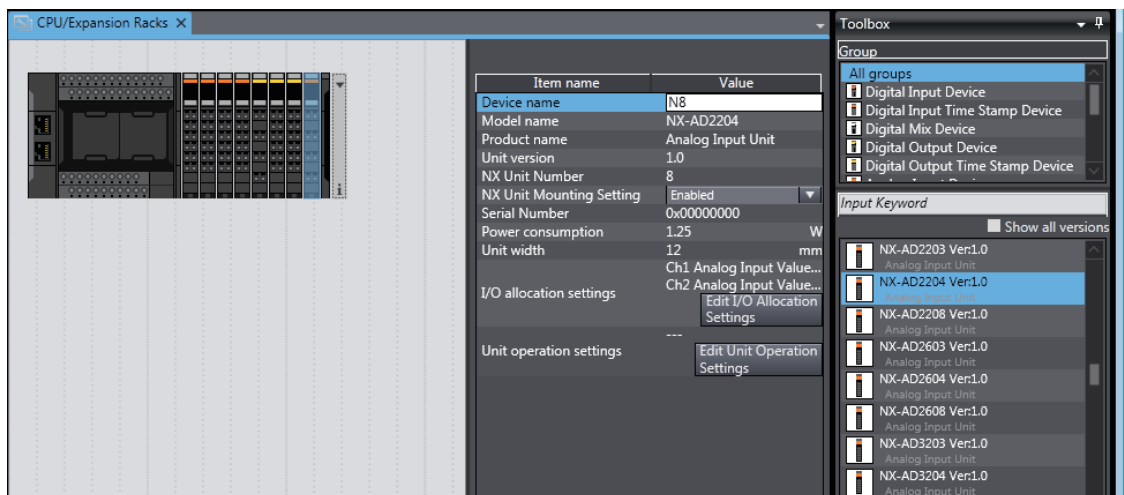 CPU/Expansion Racks
Item name Value
Device name N8
Model name NX-AD2204
Product name Analog Input Unit
Unit version 1.0
NX Unit Number 8
NX Unit Mounting Setting Enabled
Serial Number 0x00000000
Power consumption 1.25 W
Unit width 12 mm
Ch1 Analog Input Value...
Ch2 Analog Input Value...
I/O allocation settings
Edit I/O Allocation
Settings
---
Unit operation settings
Edit Unit Operation
Settings
Toolbox
Group
All groups
Digital Input Device
Digital Input Time Stamp Device
Digital Mix Device
Digital Output Device
Digital Output Time Stamp Device
Input Keyword
Show all versions
NX-AD2203 Ver:1.0
Analog Input Unit
NX-AD2204 Ver:1.0
Analog Input Unit
NX-AD2208 Ver:1.0
Analog Input Unit
NX-AD2603 Ver:1.0
Analog Input Unit
NX-AD2604 Ver:1.0
Analog Input Unit
NX-AD2608 Ver:1.0
Analog Input Unit
NX-AD3203 Ver:1.0
Analog Input Unit
NX-AD3204 Ver:1.0
Analog Input Unit